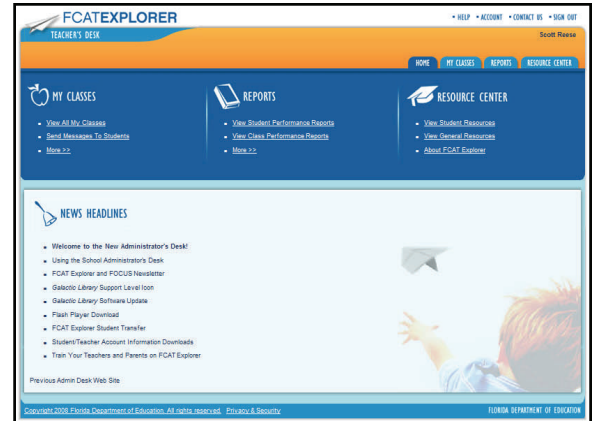 FCATEXPLORER
• HELP • ACCOUNT • CONTACT US • SIGN OUT
TEACHER'S DESK
Scott Reese
HOME MY CLASSES REPORTS RESOURCE CENTER
MY CLASSES
View All My Classes
Send Messages To Students
More >>
REPORTS
View Student Performance Reports
View Class Performance Reports
More >>
RESOURCE CENTER
View Student Resources
View General Resources
About FCAT Explorer
NEWS HEADLINES
Welcome to the New Administrator's Desk!
Using the School Administrator's Desk
FCAT Explorer and FOCUS Newsletter
Galactic Library Support Level Icon
Galactic Library Software Update
Flash Player Download
FCAT Explorer Student Transfer
Student/Teacher Account Information Downloads
Train Your Teachers and Parents on FCAT Explorer
Previous Admin Desk Web Site
Copyright 2008 Florida Department of Education. All rights reserved. Privacy & Security
FLORIDA DEPARTMENT OF EDUCATION